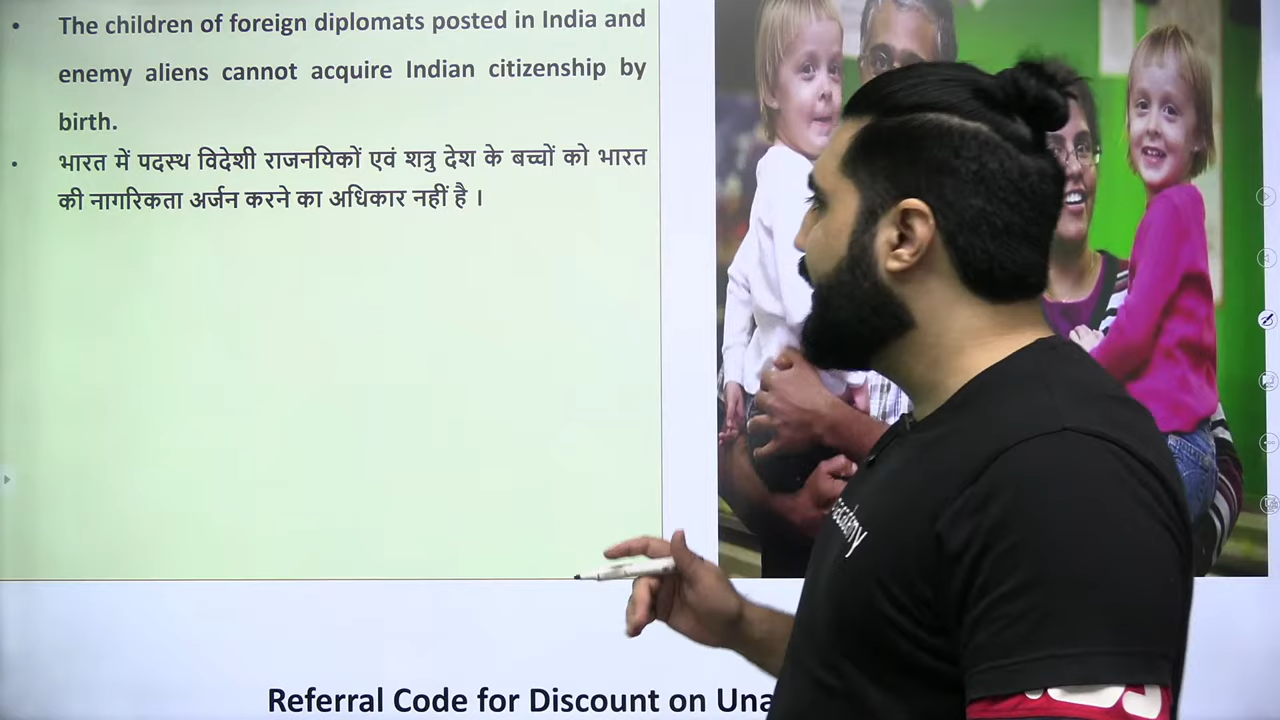 • The children of foreign diplomats posted in India and
enemy aliens cannot acquire Indian citizenship by
birth.
• भारत में पदस्थ विदेशी राजनयिकों एवं शत्रु देश के बच्चों को भारत
की नागरिकता अर्जन करने का अधिकार नहीं है ।
Referral Code for Discount on